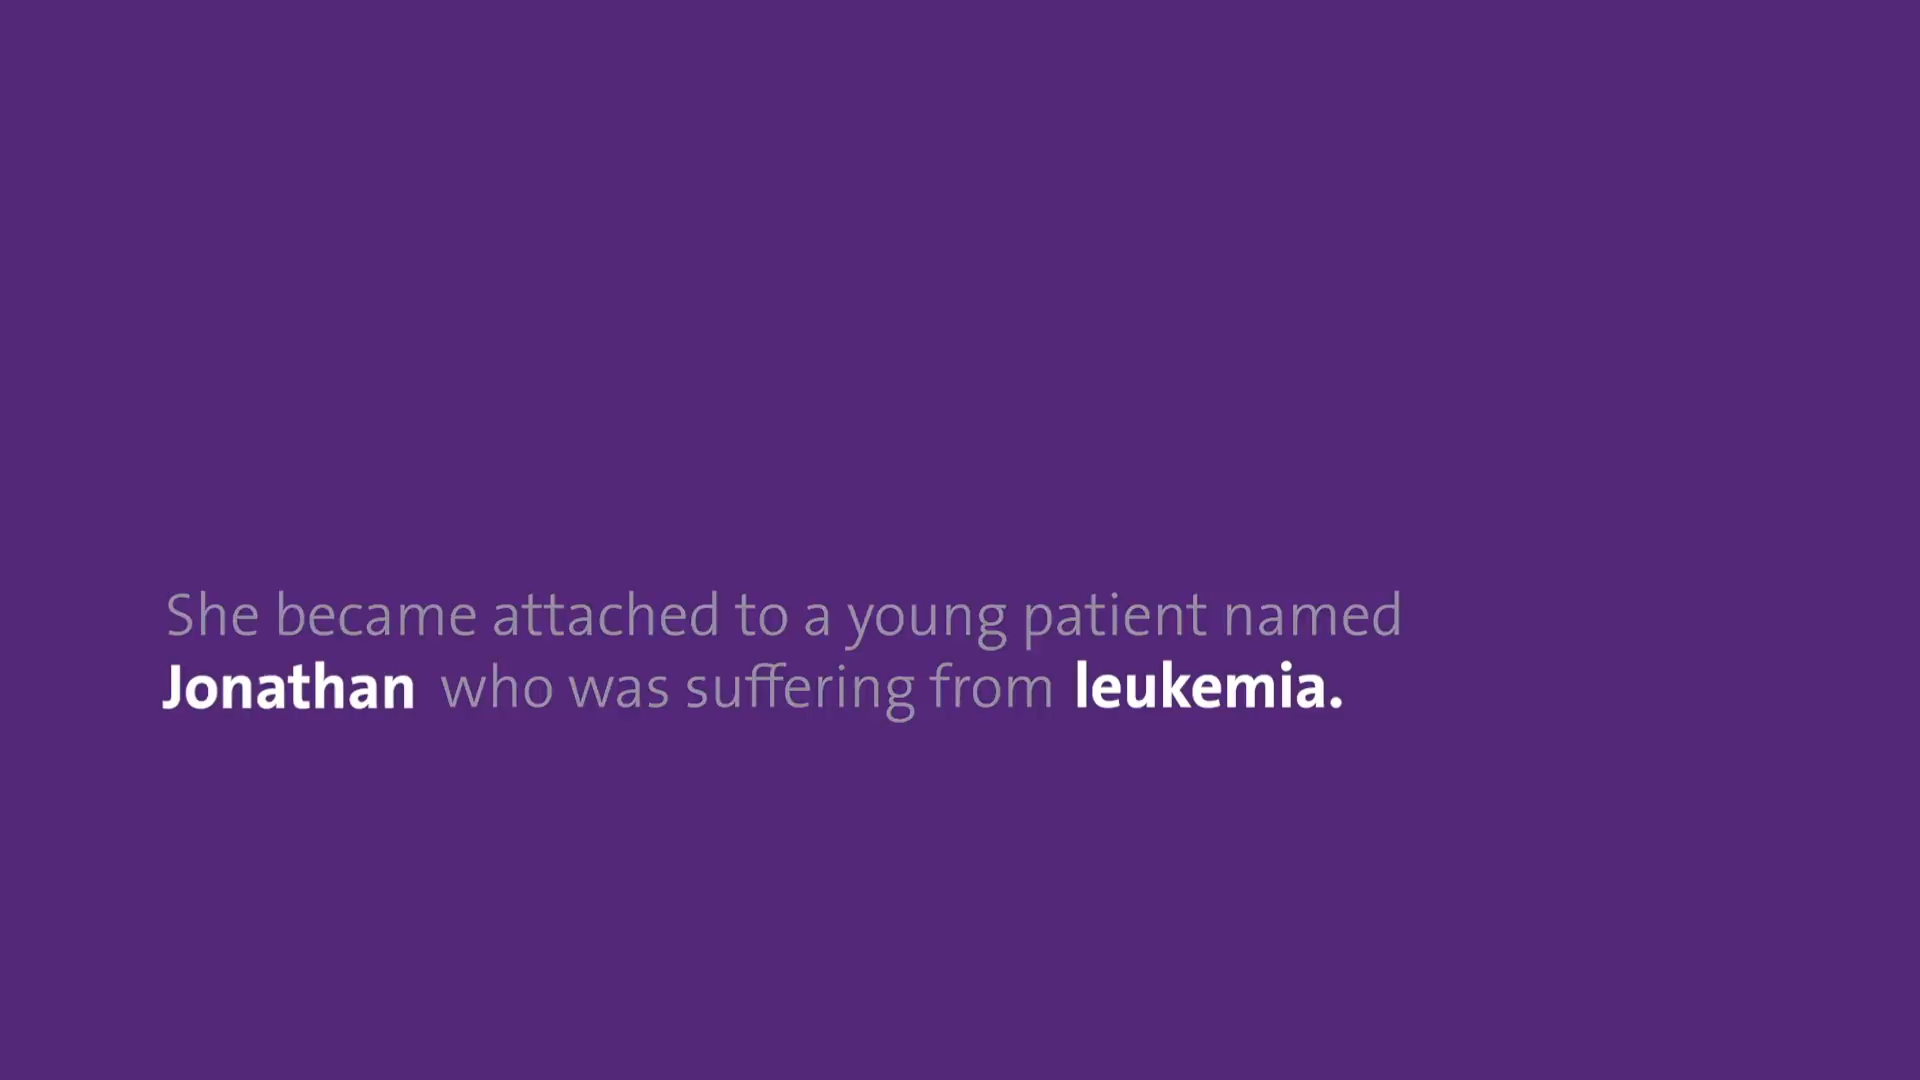 She became attached to a young patient named
Jonathan who was suffering from leukemia.